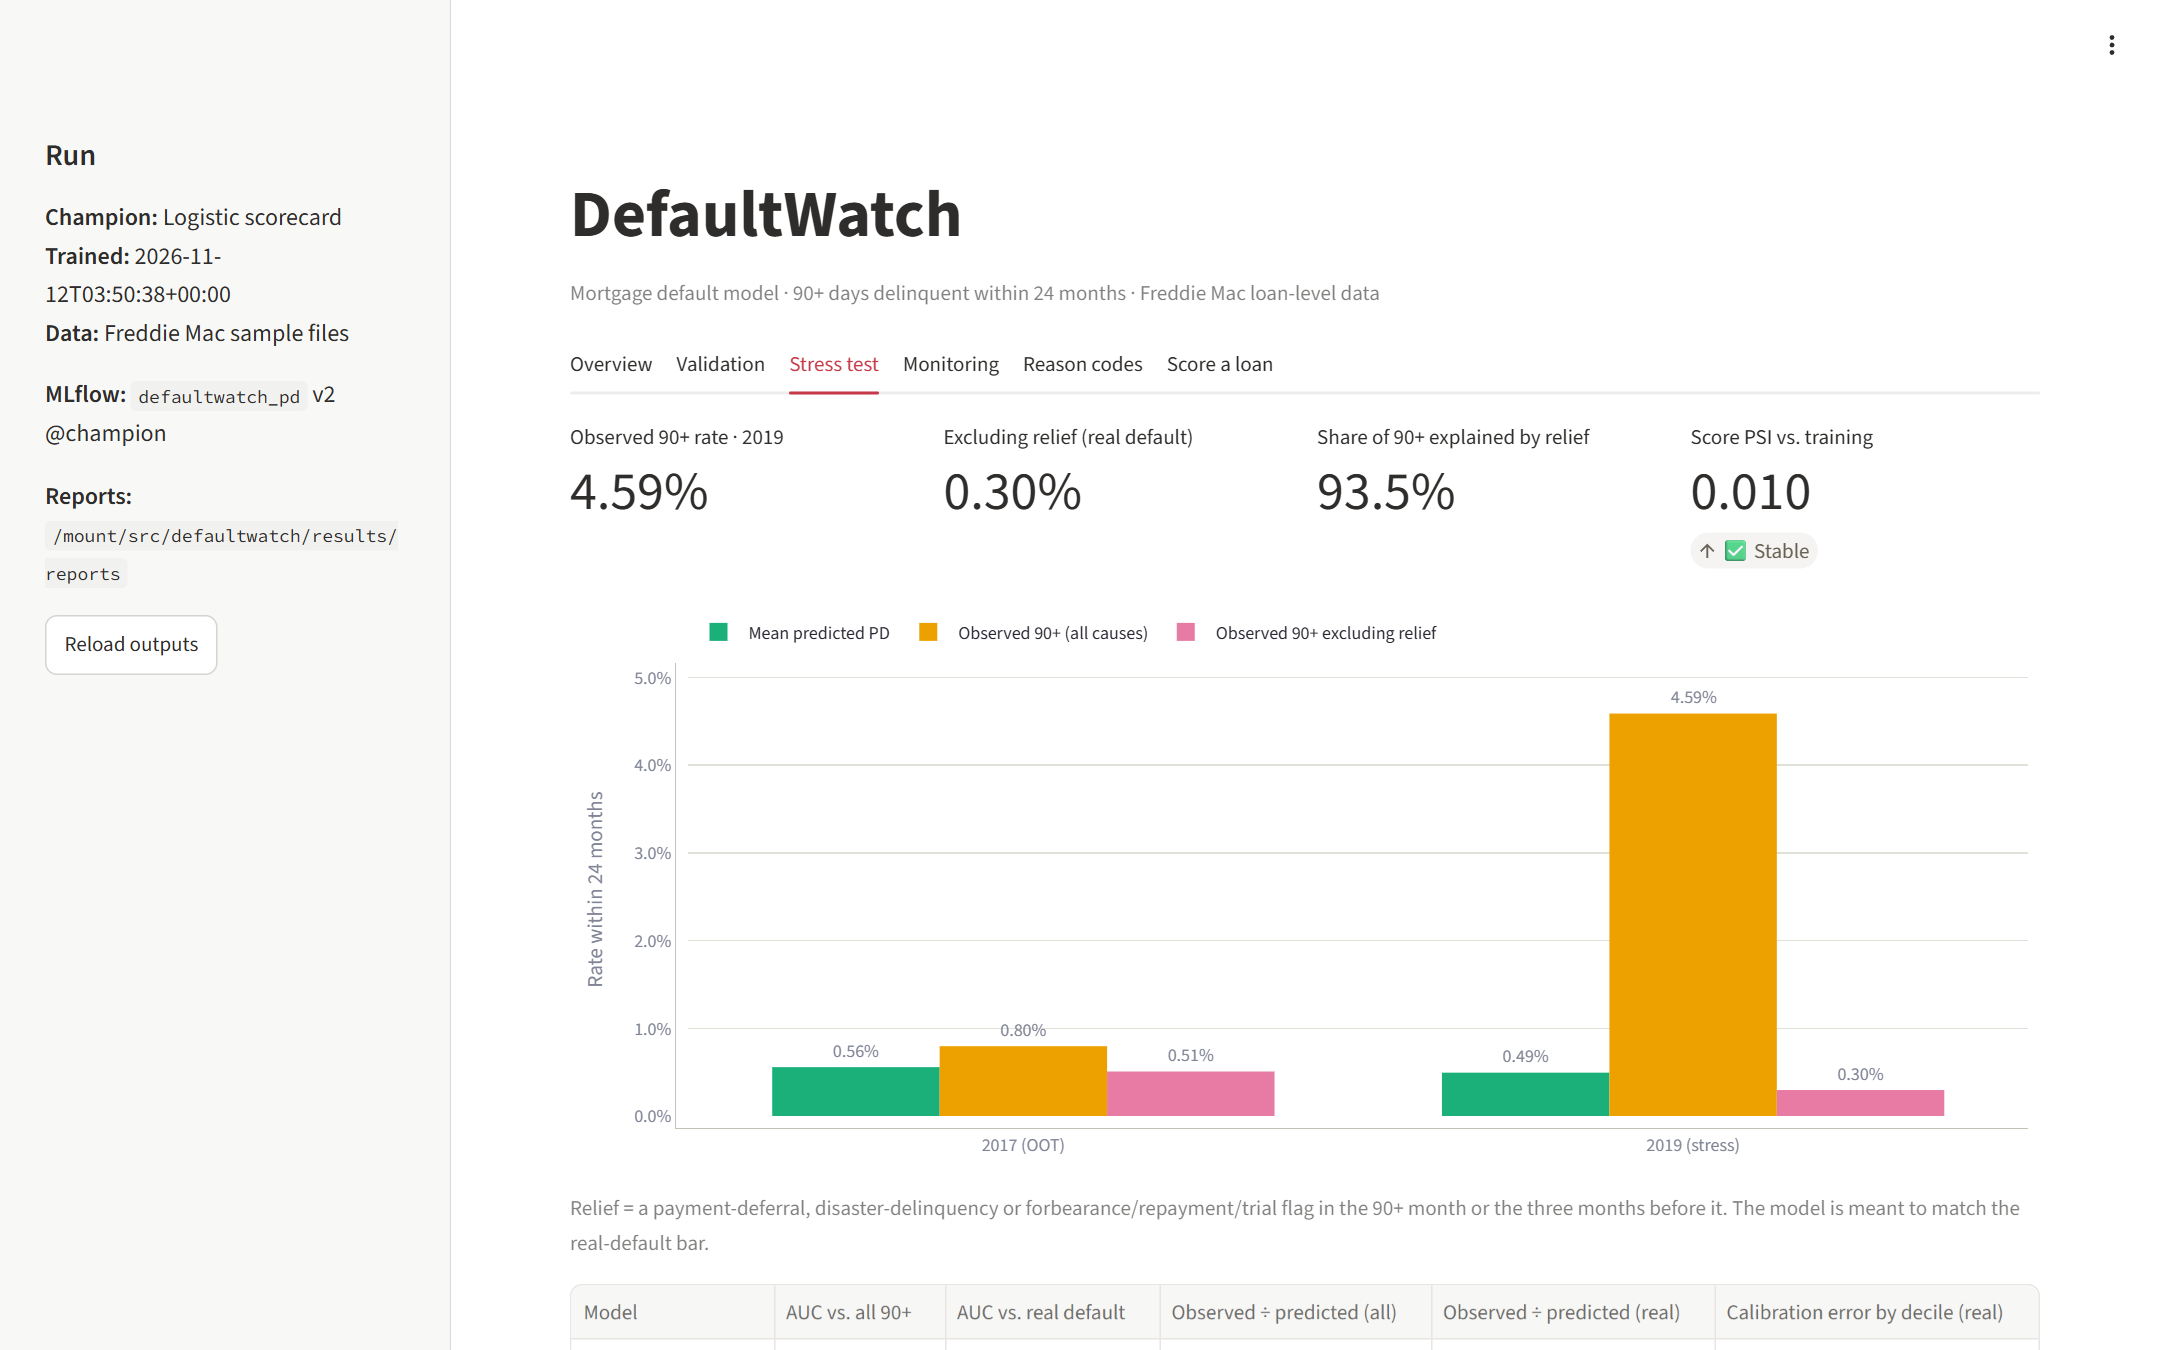 Run
Champion: Logistic scorecard
Trained: 2026-11-
12T03:50:38+00:00
Data: Freddie Mac sample files
MLflow: defaultwatch_pd v2
@champion
Reports:
/mount/src/defaultwatch/results/
reports
Reload outputs
DefaultWatch
Mortgage default model · 90+ days delinquent within 24 months · Freddie Mac loan-level data
Overview Validation Stress test Monitoring Reason codes Score a loan
Observed 90+ rate · 2019
4.59%
Excluding relief (real default)
0.30%
Share of 90+ explained by relief
93.5%
Score PSI vs. training
0.010
↑ ✅ Stable
Mean predicted PD Observed 90+ (all causes) Observed 90+ excluding relief
Rate within 24 months
5.0%
4.0%
3.0%
2.0%
1.0%
0.0%
0.56%
0.80%
0.51%
0.49%
4.59%
0.30%
2017 (OOT)
2019 (stress)
Relief = a payment-deferral, disaster-delinquency or forbearance/repayment/trial flag in the 90+ month or the three months before it. The model is meant to match the
real-default bar.
Model AUC vs. all 90+ AUC vs. real default Observed ÷ predicted (all) Observed ÷ predicted (real) Calibration error by decile (real)